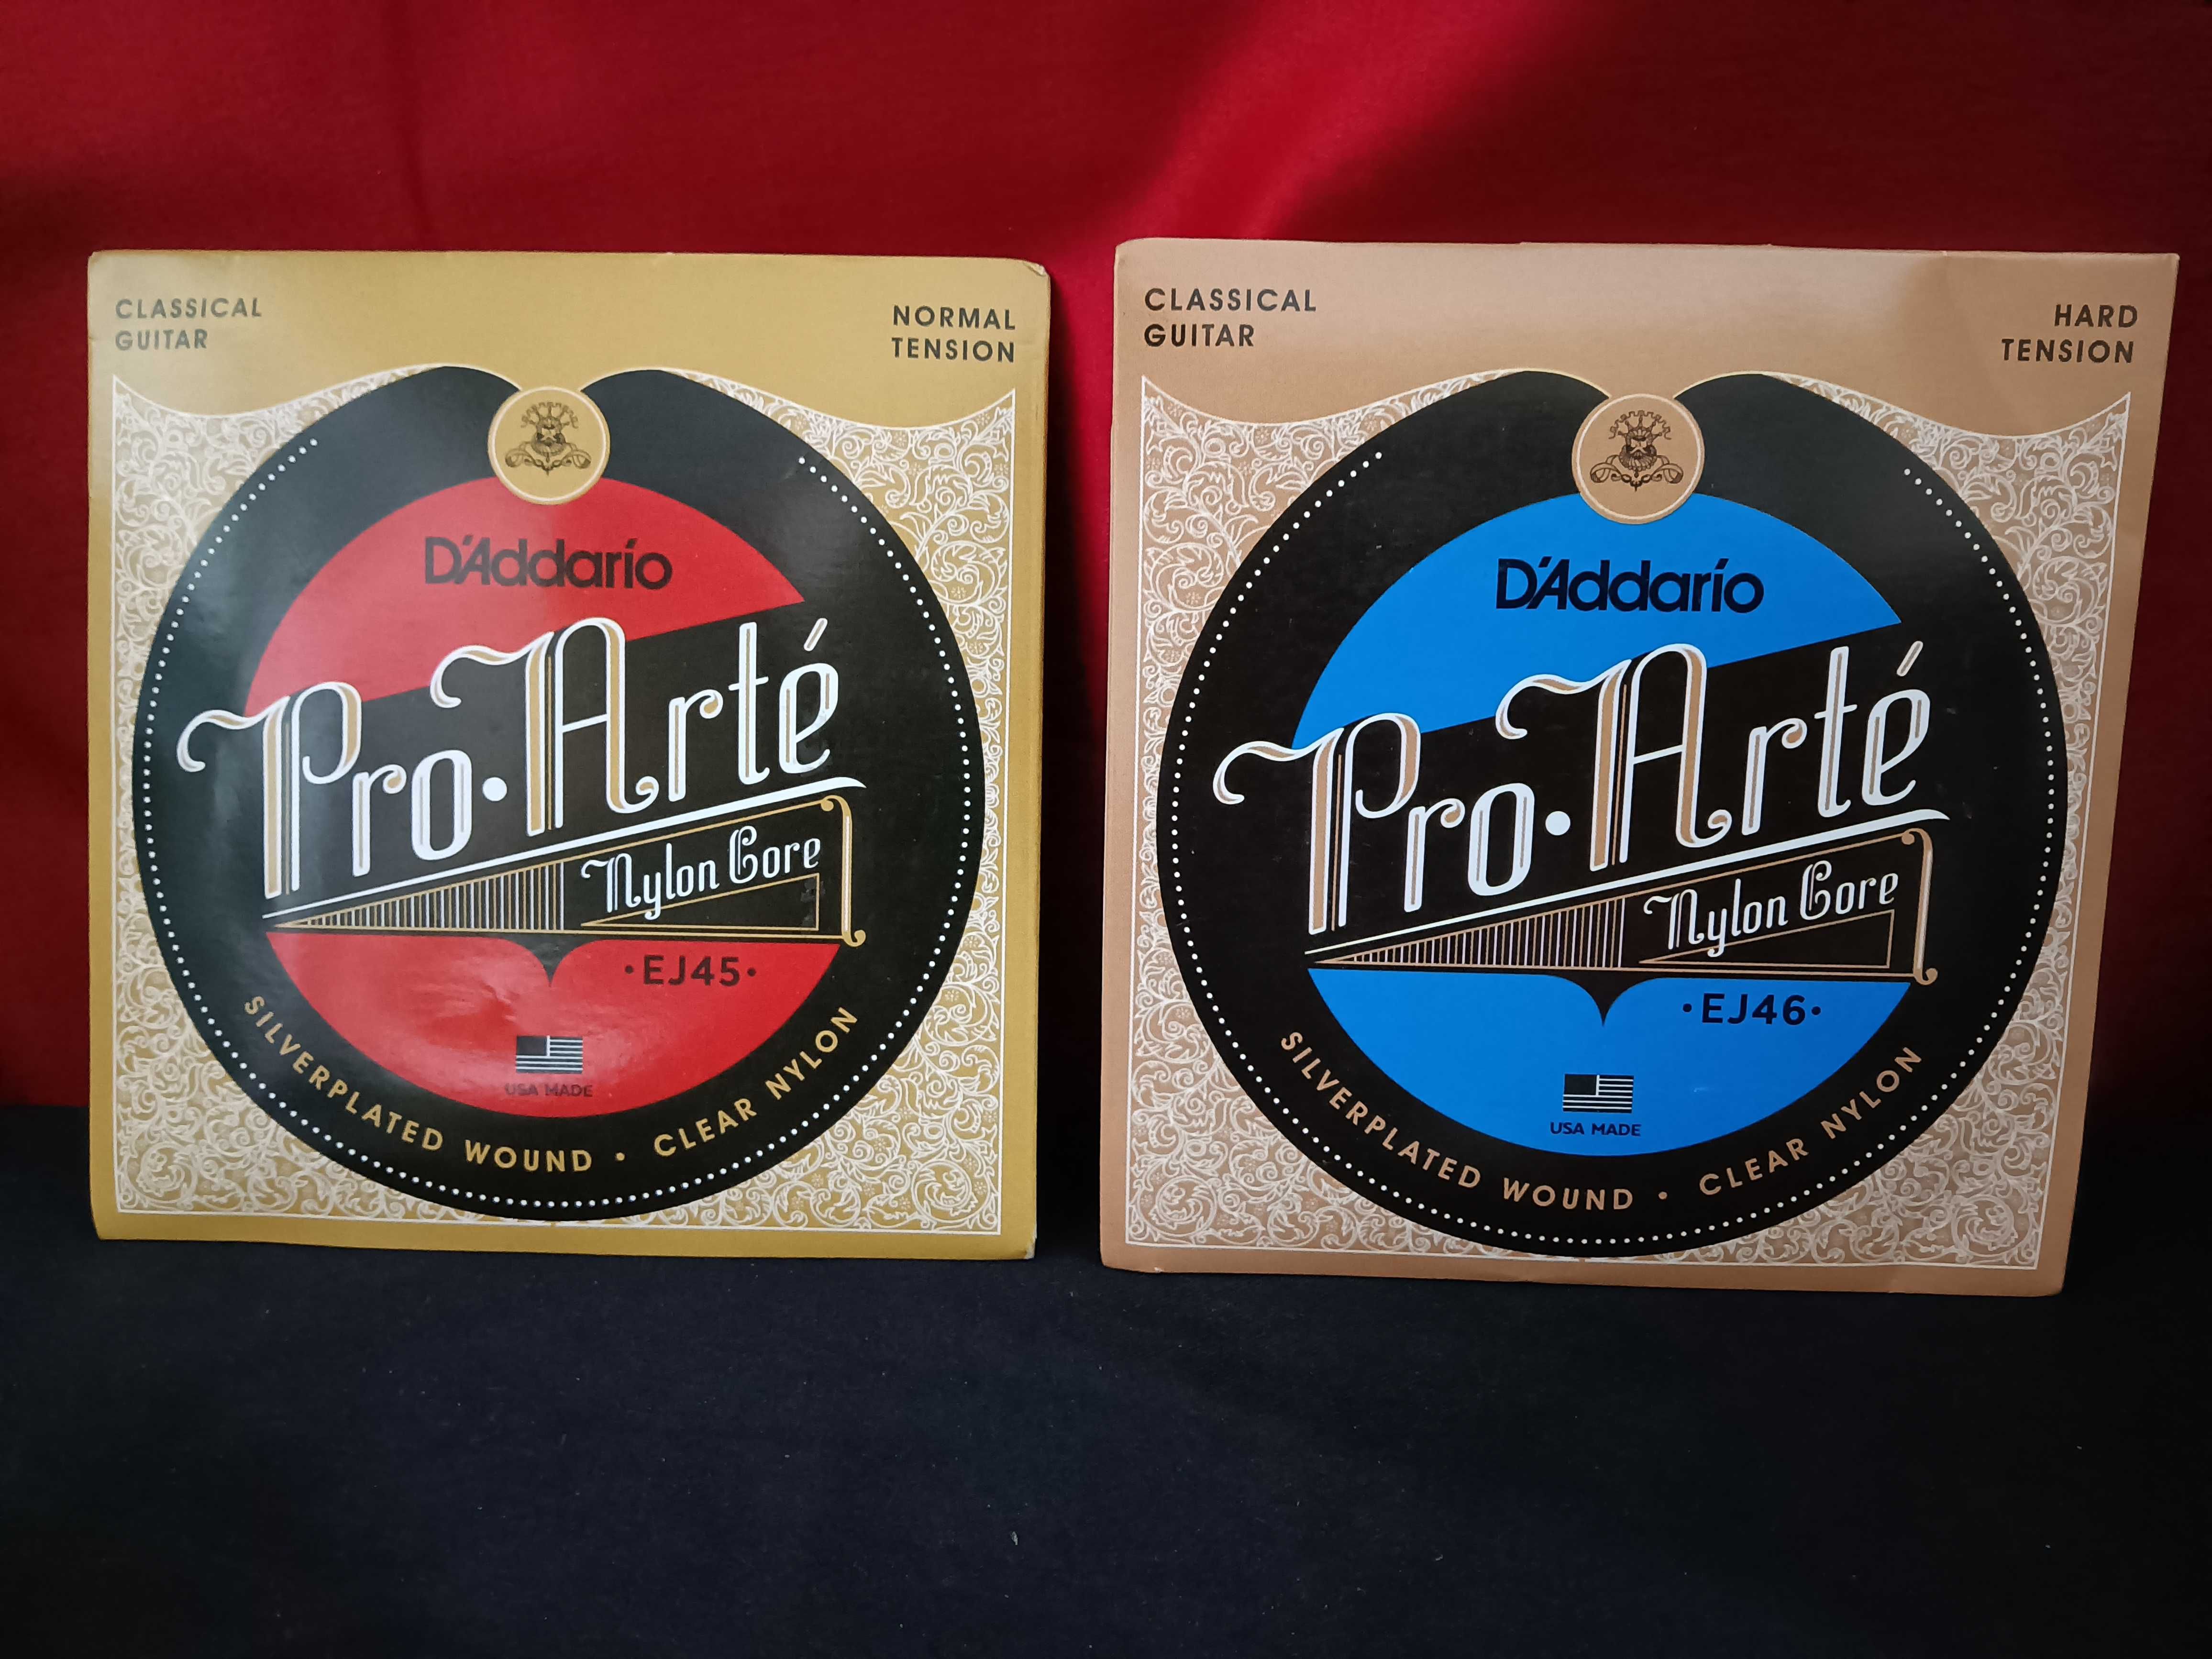 CLASSICAL
GUITAR
NORMAL
TENSION
D'Addario
Pro·Arté
Nylon Core
·EJ45·
USA MADE
SILVERPLATED WOUND · CLEAR NYLON
CLASSICAL
GUITAR
HARD
TENSION
D'Addario
Pro·Arté
Nylon Core
·EJ46·
USA MADE
SILVERPLATED WOUND · CLEAR NYLON